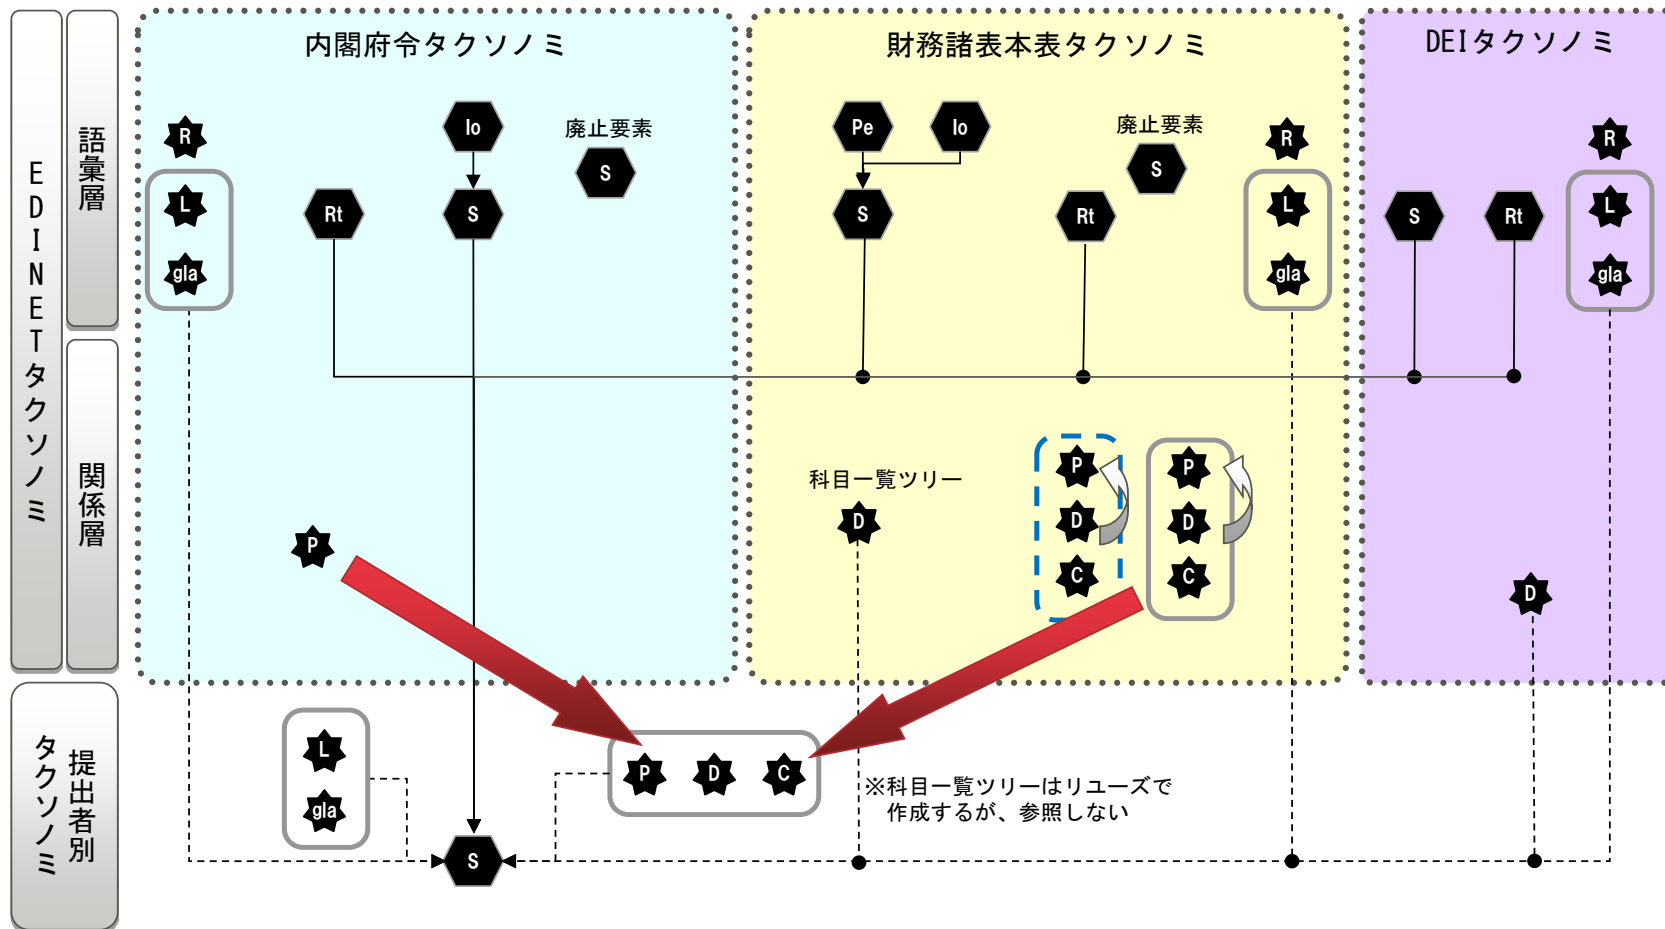 EDINETタクソノミ
語彙層
関係層
提出者別
タクソノミ
内閣府令タクソノミ
R
L
gla
Rt
Io
S
廃止要素
S
P
財務諸表本表タクソノミ
Pe
Io
S
Rt
廃止要素
S
R
L
gla
科目一覧ツリー
D
P
D
C
P
D
C
DEIタクソノミ
S
Rt
R
L
gla
D
L
gla
P
D
C
S
※科目一覧ツリーはリユーズで
作成するが、参照しない